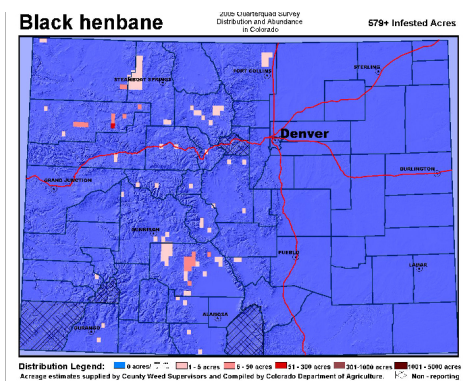 Black henbane
2005 Quarterquad Survey
Distribution and Abundance
in Colorado
579+ Infested Acres
STEAMBOAT SPRINGS
FORT COLLINS
STERLING
Denver
GRAND JUNCTION
BURLINGTON
GUNNISON
PUEBLO
LAMAR
DURANGO
ALAMOSA
Distribution Legend: 0 acres/ 1 - 5 acres 6 - 50 acres 51 - 300 acres 301-1000 acres 1001 - 5000 acres
Acreage estimates supplied by County Weed Supervisors and Compiled by Colorado Department of Agriculture. Non - reporting